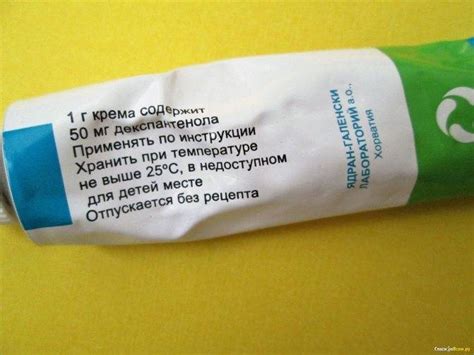 1 г крема содержит
50 мг декспантенола
Применять по инструкции
Хранить при температуре
не выше 25°С, в недоступном
для детей месте
Отпускается без рецепта
ЯДРАН-ГАЛЕНСКИ
ЛАБОРАТОРИЙ а.о.,
Хорватия